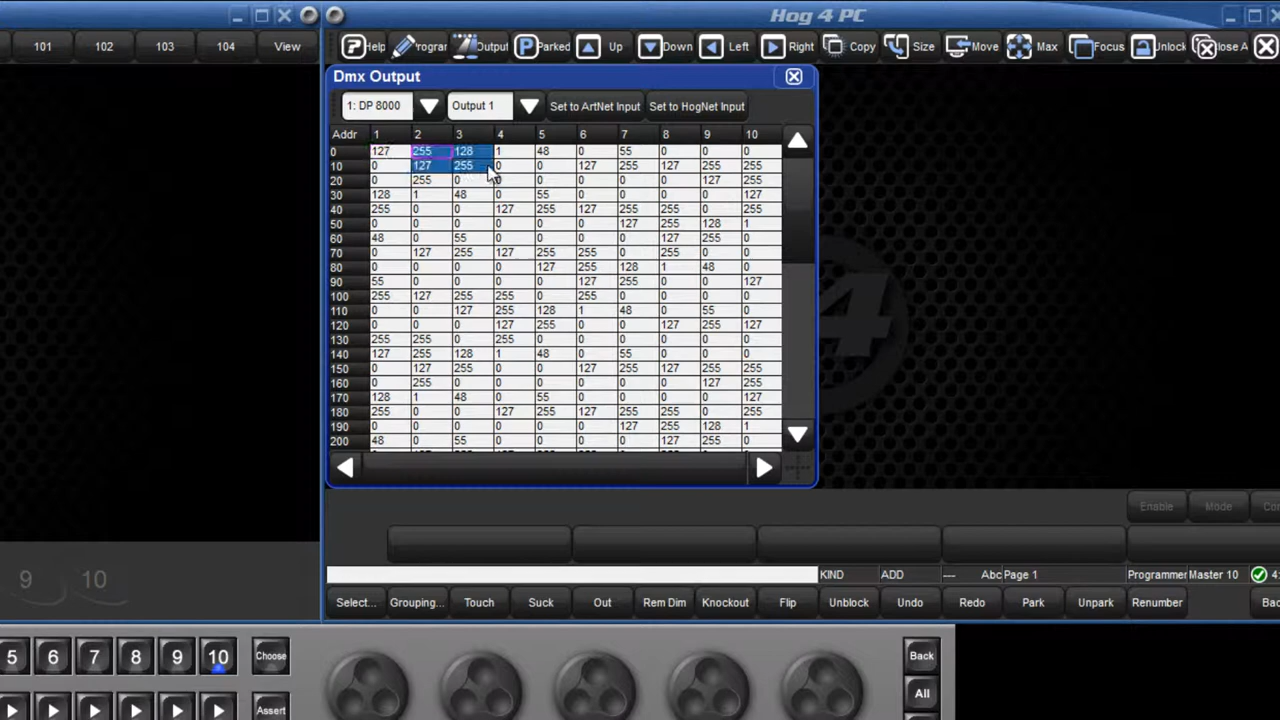 Hog 4 PC
101 102 103 104 View
Help Progra Output Parked Up Down Left Right Copy Size Move Max Focus Unlock lose A
Dmx Output
1: DP 8000 Output 1 Set to ArtNet Input Set to HogNet Input
Addr 1 2 3 4 5 6 7 8 9 10
0 127 255 128 1 48 0 55 0 0 0
10 0 127 255 0 0 127 255 127 255 255
20 0 255 0 0 0 0 0 0 127 255
30 128 1 48 0 55 0 0 0 0 127
40 255 0 0 127 255 127 255 255 0 255
50 0 0 0 0 0 0 127 255 128 1
60 48 0 55 0 0 0 0 127 255 0
70 0 127 255 127 255 255 0 255 0 0
80 0 0 0 0 127 255 128 1 48 0
90 55 0 0 0 0 127 255 0 0 127
100 255 127 255 255 0 255 0 0 0 0
110 0 0 127 255 128 1 48 0 55 0
120 0 0 0 127 255 0 0 127 255 127
130 255 255 0 255 0 0 0 0 0 0
140 127 255 128 1 48 0 55 0 0 0
150 0 127 255 0 0 127 255 127 255 255
160 0 255 0 0 0 0 0 0 127 255
170 128 1 48 0 55 0 0 0 0 127
180 255 0 0 127 255 127 255 255 0 255
190 0 0 0 0 0 0 127 255 128 1
200 48 0 55 0 0 0 0 127 255 0
4
Enable Mode Co
9 10
KIND ADD --- Abc Page 1 Programmer Master 10 4:
Select... Grouping... Touch Suck Out Rem Dim Knockout Flip Unblock Undo Redo Park Unpark Renumber Bac
5 6 7 8 9 10 Choose Back
All
Assert